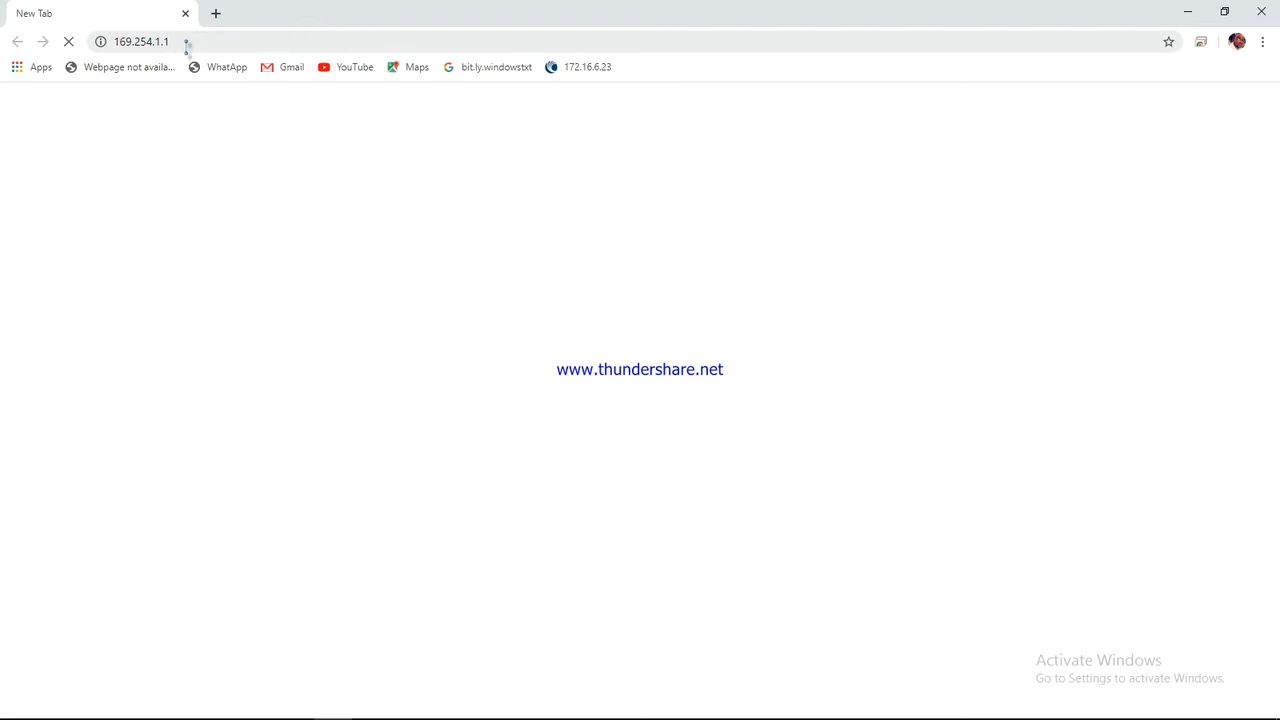 New Tab
169.254.1.1
Apps Webpage not availa... WhatApp Gmail YouTube Maps bit.ly.windowstxt 172.16.6.23
www.thundershare.net
Activate Windows
Go to Settings to activate Windows.